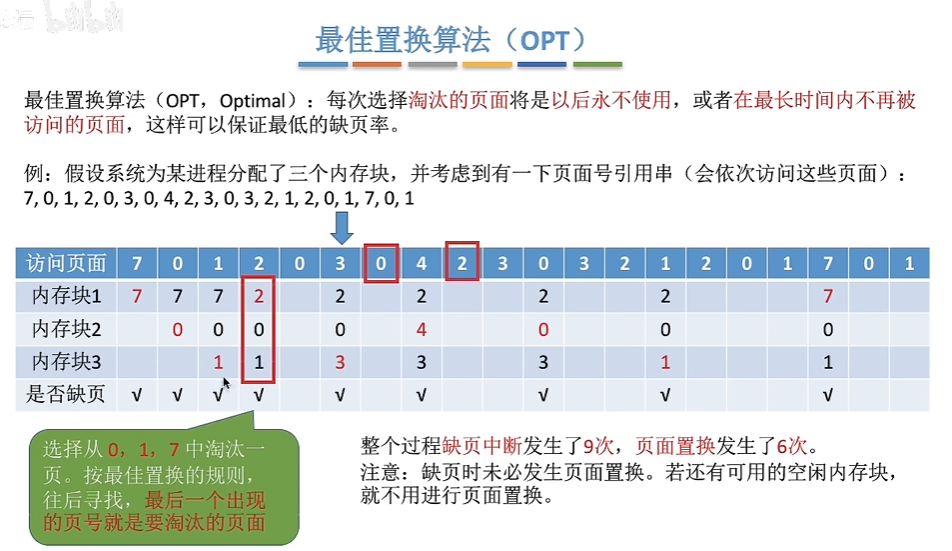 bilibili
最佳置换算法（OPT）
最佳置换算法（OPT，Optimal）：每次选择淘汰的页面将是以后永不使用，或者在最长时间内不再被
访问的页面，这样可以保证最低的缺页率。
例：假设系统为某进程分配了三个内存块，并考虑到有一下页面号引用串（会依次访问这些页面）：
7, 0, 1, 2, 0, 3, 0, 4, 2, 3, 0, 3, 2, 1, 2, 0, 1, 7, 0, 1
访问页面 7 0 1 2 0 3 0 4 2 3 0 3 2 1 2 0 1 7 0 1
内存块1 7 7 7 2 2 2 2 2 7
内存块2 0 0 0 0 4 0 0 0
内存块3 1 1 3 3 3 1 1
是否缺页 √ √ √ √ √ √ √ √ √
选择从 0，1，7 中淘汰一
页。按最佳置换的规则，
往后寻找，最后一个出现
的页号就是要淘汰的页面
整个过程缺页中断发生了9次，页面置换发生了6次。
注意：缺页时未必发生页面置换。若还有可用的空闲内存块，
就不用进行页面置换。